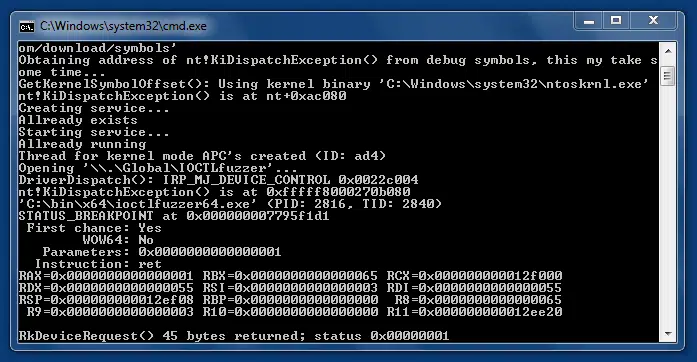 C:\Windows\system32\cmd.exe
om/download/symbols'
Obtaining address of nt!KiDispatchException() from debug symbols, this my take s
ome time...
GetKernelSymbolOffset(): Using kernel binary 'C:\Windows\system32\ntoskrnl.exe'
nt!KiDispatchException() is at nt+0xac080
Creating service...
Allready exists
Starting service...
Allready running
Thread for kernel mode APC's created (ID: ad4)
Opening '\\.\Global\IOCTLfuzzer'...
DriverDispatch(): IRP_MJ_DEVICE_CONTROL 0x0022c004
nt!KiDispatchException() is at 0xfffff8000270b080
'C:\bin\x64\ioctlfuzzer64.exe' (PID: 2816, TID: 2840)
STATUS_BREAKPOINT at 0x000000007795f1d1
First chance: Yes
WOW64: No
Parameters: 0x0000000000000001
Instruction: ret
RAX=0x0000000000000001 RBX=0x0000000000000065 RCX=0x000000000012f000
RDX=0x0000000000000055 RSI=0x0000000000000003 RDI=0x0000000000000055
RSP=0x000000000012ef08 RBP=0x0000000000000000 R8=0x0000000000000065
R9=0x0000000000000003 R10=0x0000000000000000 R11=0x000000000012ee20
RkDeviceRequest() 45 bytes returned; status 0x00000001